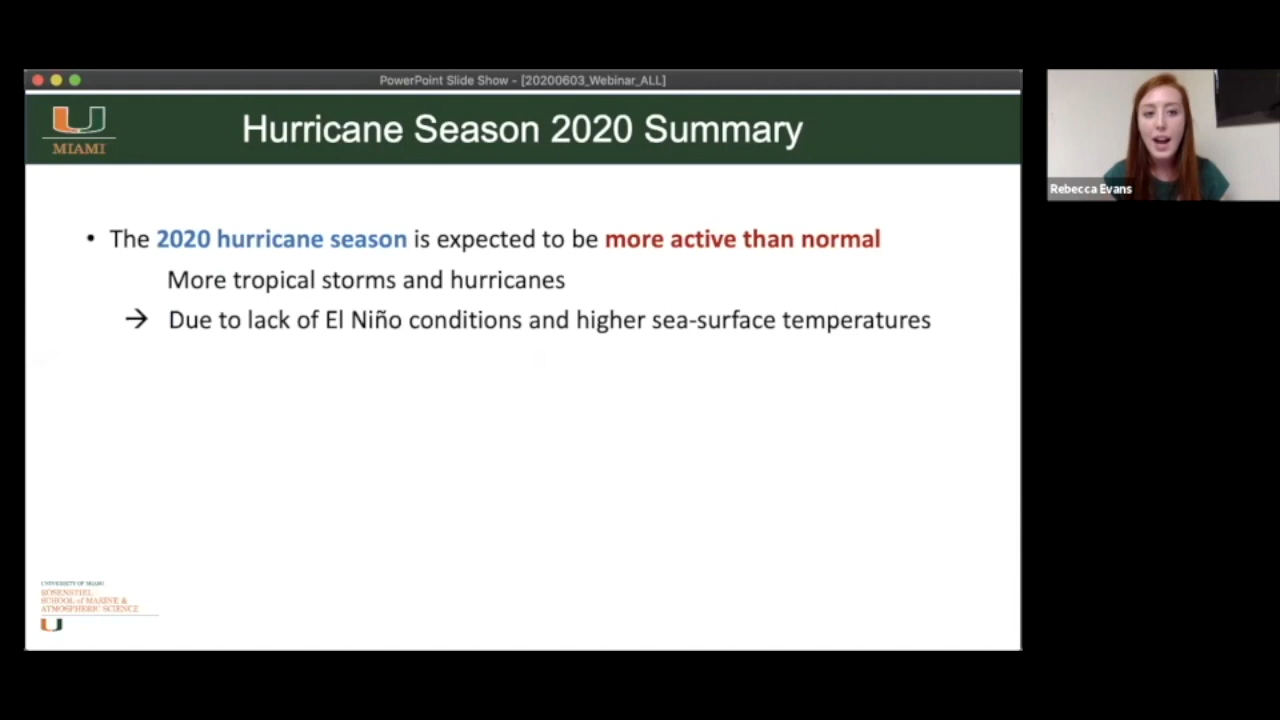 PowerPoint Slide Show - [20200603_Webinar_ALL]
MIAMI
Hurricane Season 2020 Summary
Rebecca Evans
• The 2020 hurricane season is expected to be more active than normal
More tropical storms and hurricanes
→ Due to lack of El Niño conditions and higher sea-surface temperatures
UNIVERSITY OF MIAMI
ROSENSTIEL
SCHOOL of MARINE &
ATMOSPHERIC SCIENCE